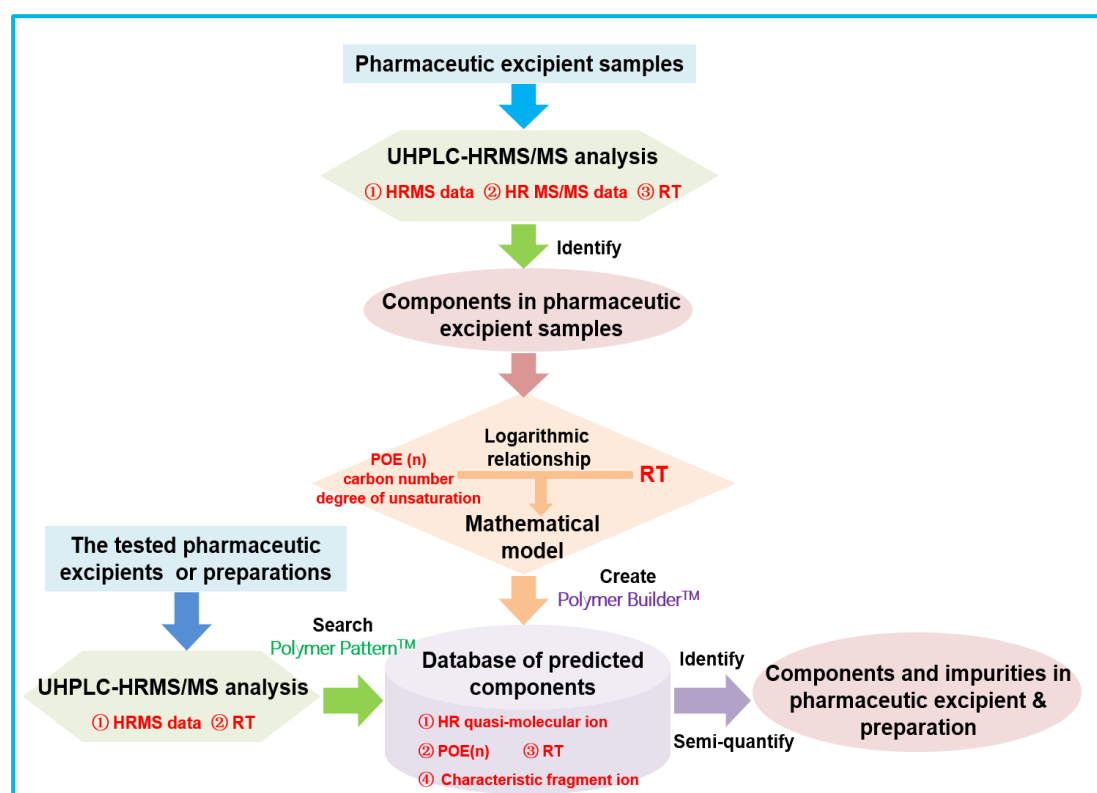 Pharmaceutic excipient samples
UHPLC-HRMS/MS analysis
① HRMS data ② HR MS/MS data ③ RT
Identify
Components in pharmaceutic
excipient samples
Logarithmic
relationship
POE (n)
carbon number
degree of unsaturation
RT
Mathematical
model
Create
Polymer Builder™
The tested pharmaceutic
excipients or preparations
Search
Polymer Pattern™
UHPLC-HRMS/MS analysis
① HRMS data ② RT
Database of predicted
components
① HR quasi-molecular ion
② POE(n) ③ RT
④ Characteristic fragment ion
Identify
Semi-quantify
Components and impurities in
pharmaceutic excipient &
preparation